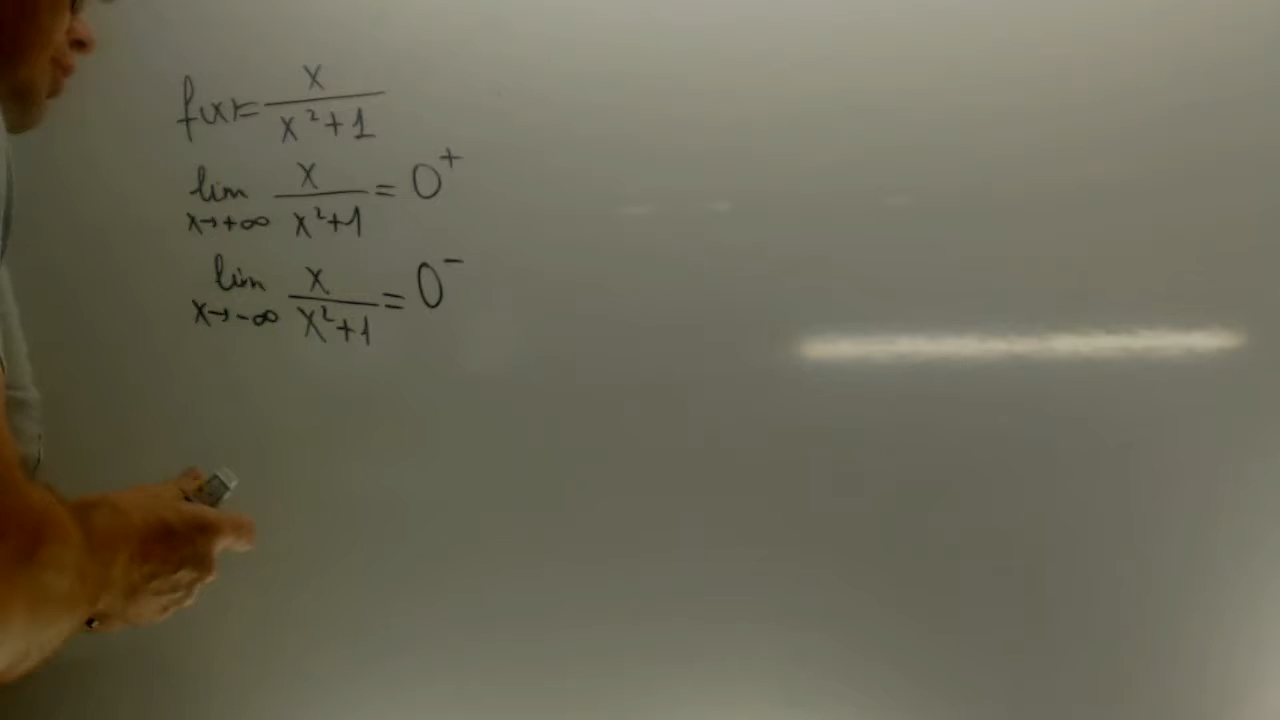 f(x)= x/(x²+1)
lim x→+∞ x/(x²+1) = 0⁺
lim x→-∞ x/(x²+1) = 0⁻